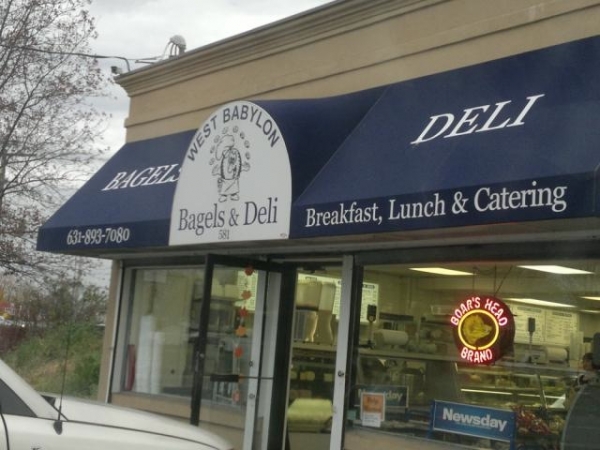 BAGELS
WEST BABYLON
Bagels & Deli
581
631-893-7080
DELI
Breakfast, Lunch & Catering
BOAR'S HEAD
BRAND
Newsday